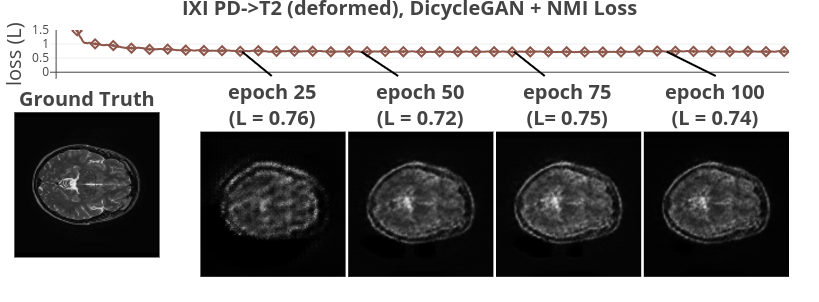 IXI PD->T2 (deformed), DicycleGAN + NMI Loss
loss (L)
1.5
1
0.5
0
Ground Truth
epoch 25
(L = 0.76)
epoch 50
(L = 0.72)
epoch 75
(L= 0.75)
epoch 100
(L = 0.74)